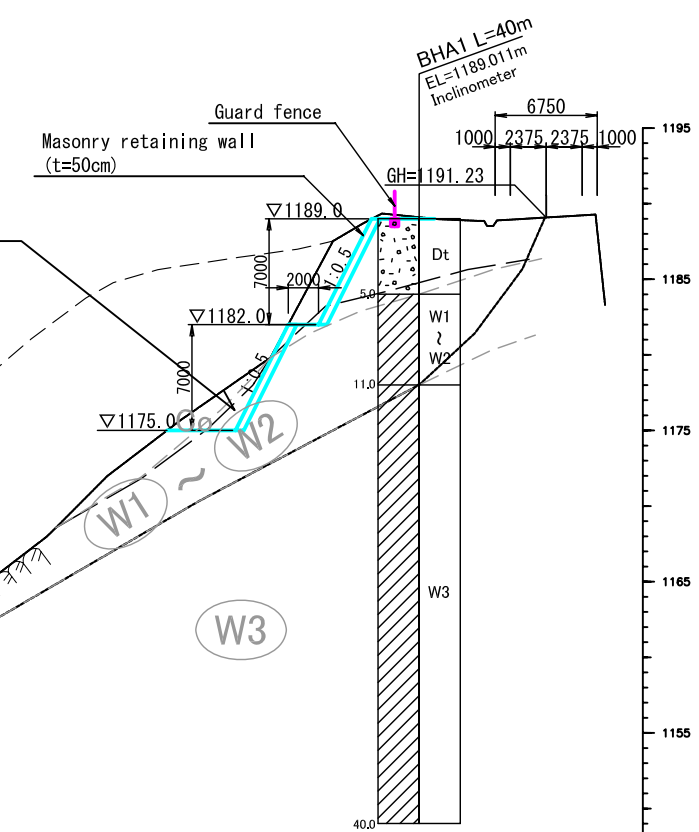 BHA1 L=40m
EL=1189.011m
Inclinometer
6750
Guard fence
1195
Masonry retaining wall
(t=50cm)
1000 2375 2375 1000
GH=1191.23
▽1189.0
Dt
7000
2000
1:0.5
1185
5.0
▽1182.0
W1
~
W2
7000
1:0.5
11.0
▽1175.0
W2
1175
W1 ~
W3
1165
W3
1155
40.0